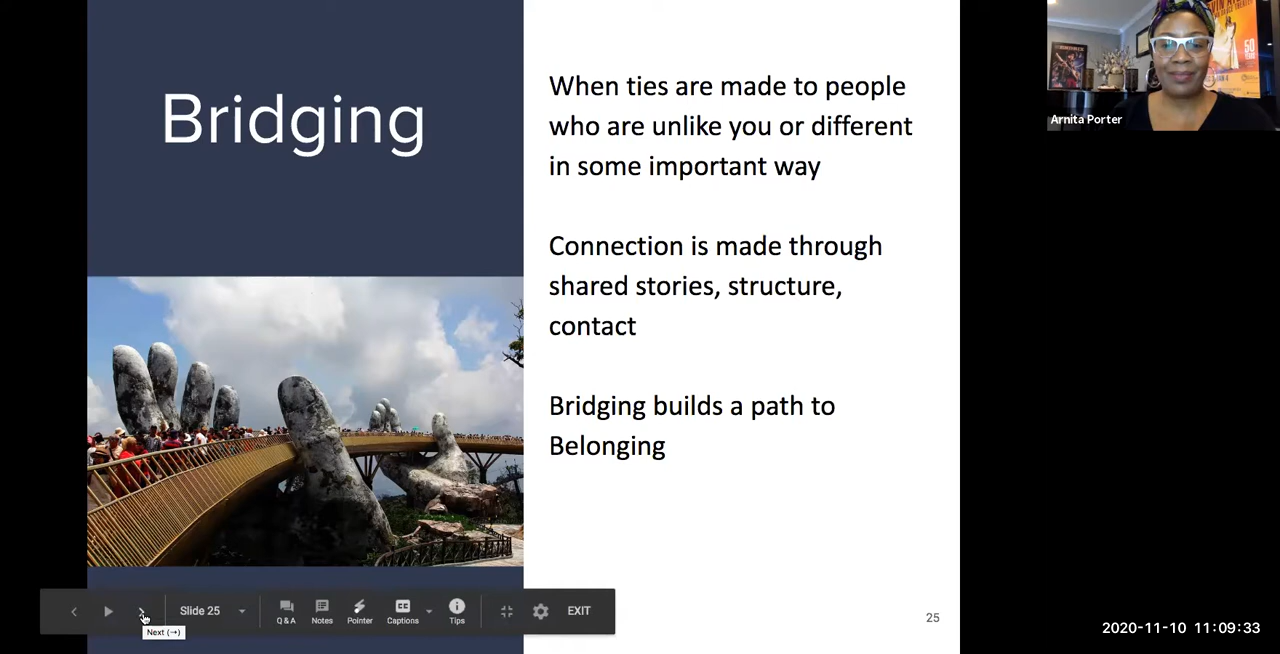 Bridging
When ties are made to people
who are unlike you or different
in some important way
Connection is made through
shared stories, structure,
contact
Bridging builds a path to
Belonging
Arnita Porter
50
Slide 25
Q & A
Notes
Pointer
CC
Captions
Tips
EXIT
Next (→)
25
2020-11-10 11:09:33